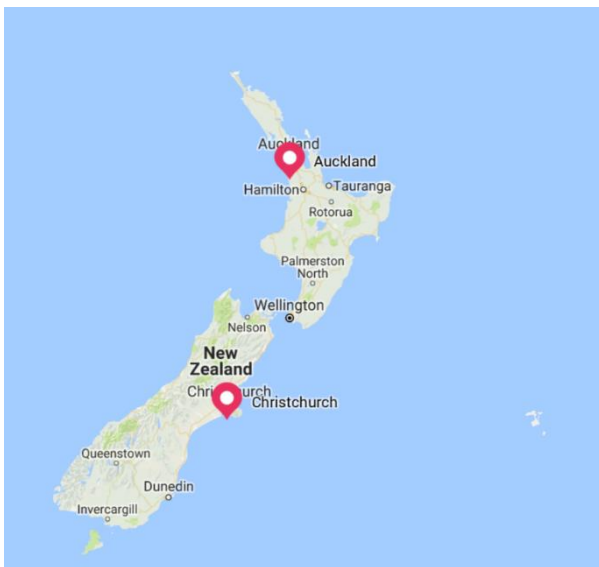 Auckland
Auckland
Hamilton
Tauranga
Rotorua
Palmerston
North
Wellington
Nelson
New
Zealand
Christchurch
Queenstown
Dunedin
Invercargill